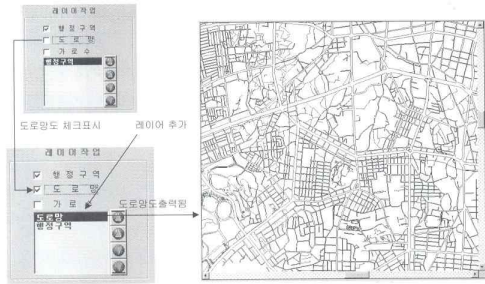 레이어작업
행정구역
도로망
가로수
행정구역
도로망도 체크표시
레이어 추가
레이어작업
행정구역
도로망
가로
도로망도출력됨
도로망
행정구역